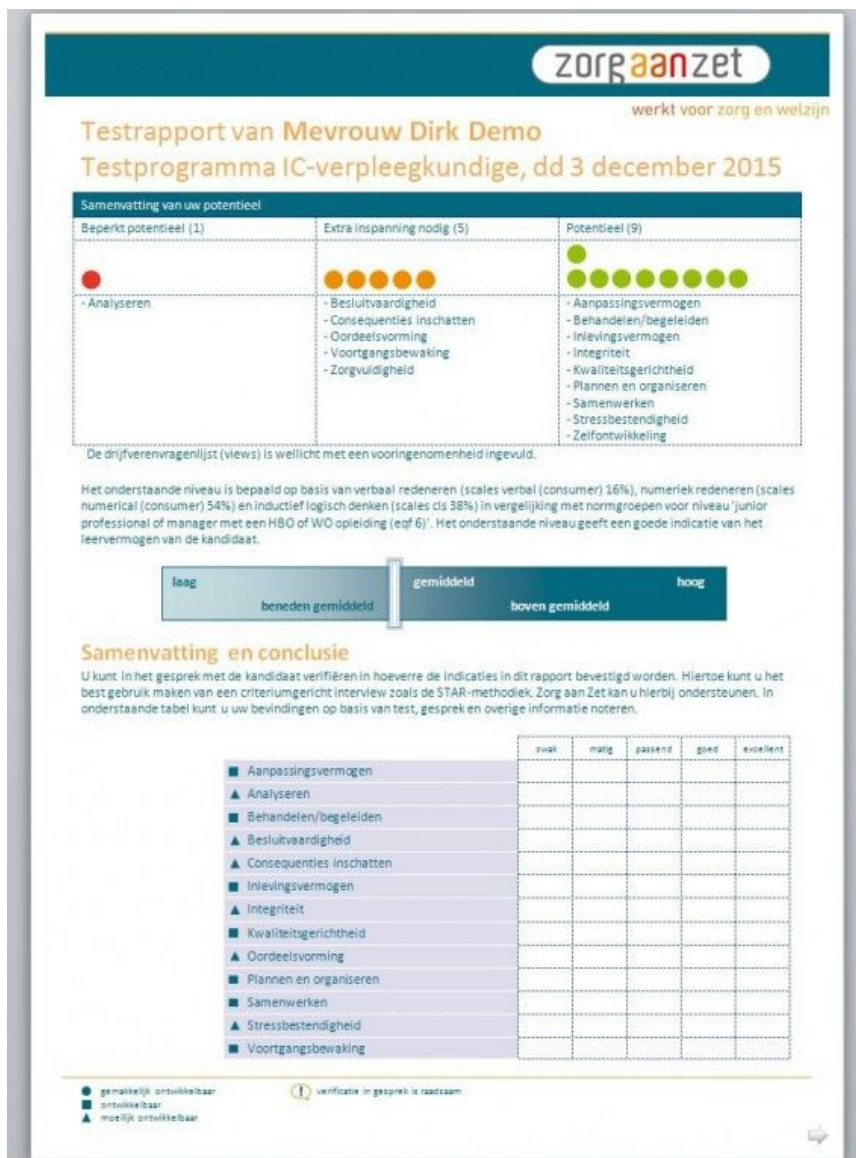 zorgaanzet
werkt voor zorg en welzijn
Testrapport van Mevrouw Dirk Demo
Testprogramma IC-verpleegkundige, dd 3 december 2015
Samenvatting van uw potentieel
Beperkt potentieel (1) Extra inspanning nodig (5) Potentieel (9)
- Analyseren - Besluitvaardigheid - Aanpassingsvermogen
- Consequenties inschatten - Behandelen/begeleiden
- Oordeelsvorming - Inlevingsvermogen
- Voortgangsbewaking - Integriteit
- Zorgvuldigheid - Kwaliteitsgerichtheid
- Plannen en organiseren
- Samenwerken
- Stressbestendigheid
- Zelfontwikkeling
De drijfverenvragenlijst (views) is wellicht met een vooringenomenheid ingevuld.
Het onderstaande niveau is bepaald op basis van verbaal redeneren (scales verbal (consumer) 16%), numeriek redeneren (scales
numerical (consumer) 54%) en inductief logisch denken (scales cls 38%) in vergelijking met normgroepen voor niveau 'junior
professional of manager met een HBO of WO opleiding (eqf 6)'. Het onderstaande niveau geeft een goede indicatie van het
leervermogen van de kandidaat.
laag gemiddeld hoog
beneden gemiddeld boven gemiddeld
Samenvatting en conclusie
U kunt in het gesprek met de kandidaat verifiëren in hoeverre de indicaties in dit rapport bevestigd worden. Hiertoe kunt u het
best gebruik maken van een criteriumgericht interview zoals de STAR-methodiek. Zorg aan Zet kan u hierbij ondersteunen. In
onderstaande tabel kunt u uw bevindingen op basis van test, gesprek en overige informatie noteren.
zwak matig passend goed excellent
Aanpassingsvermogen
Analyseren
Behandelen/begeleiden
Besluitvaardigheid
Consequenties inschatten
Inlevingsvermogen
Integriteit
Kwaliteitsgerichtheid
Oordeelsvorming
Plannen en organiseren
Samenwerken
Stressbestendigheid
Voortgangsbewaking
gemakkelijk ontwikkelbaar ! verificatie in gesprek is raadzaam
ontwikkelbaar
moeilijk ontwikkelbaar